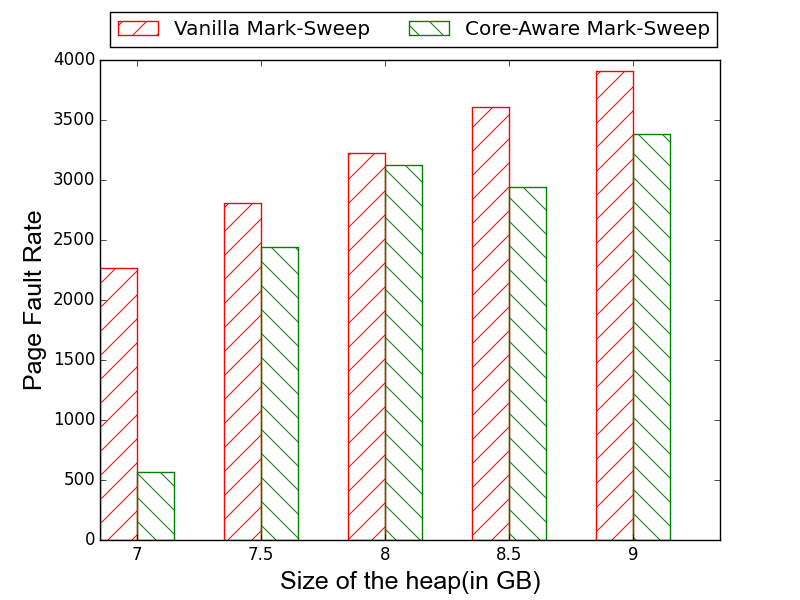 Vanilla Mark-Sweep Core-Aware Mark-Sweep
4000
3500
3000
2500
2000
1500
1000
500
0
Page Fault Rate
7 7.5 8 8.5 9
Size of the heap(in GB)